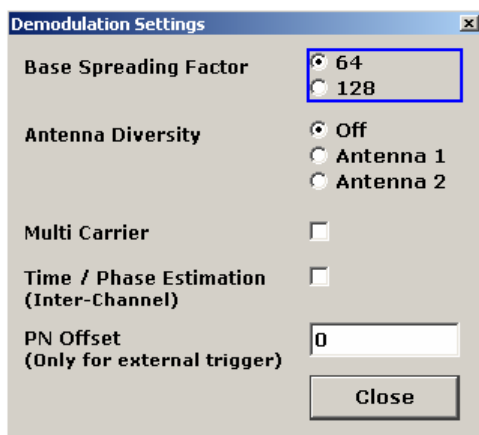 Demodulation Settings
Base Spreading Factor
64
128
Antenna Diversity
Off
Antenna 1
Antenna 2
Multi Carrier
Time / Phase Estimation
(Inter-Channel)
PN Offset
(Only for external trigger)
0
Close